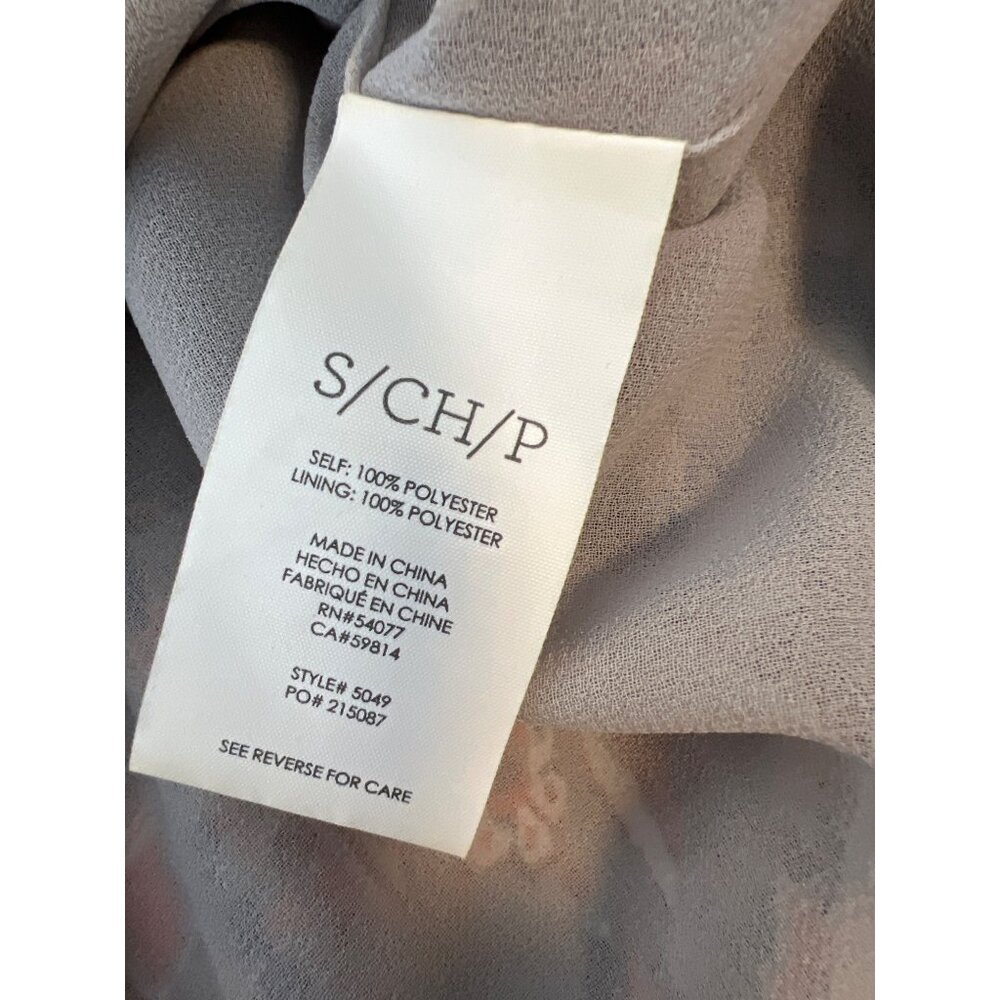 S/CH/P
SELF: 100% POLYESTER
LINING: 100% POLYESTER
MADE IN CHINA
HECHO EN CHINA
FABRIQUÉ EN CHINE
RN#54077
CA#59814
STYLE# 5049
PO# 215087
SEE REVERSE FOR CARE